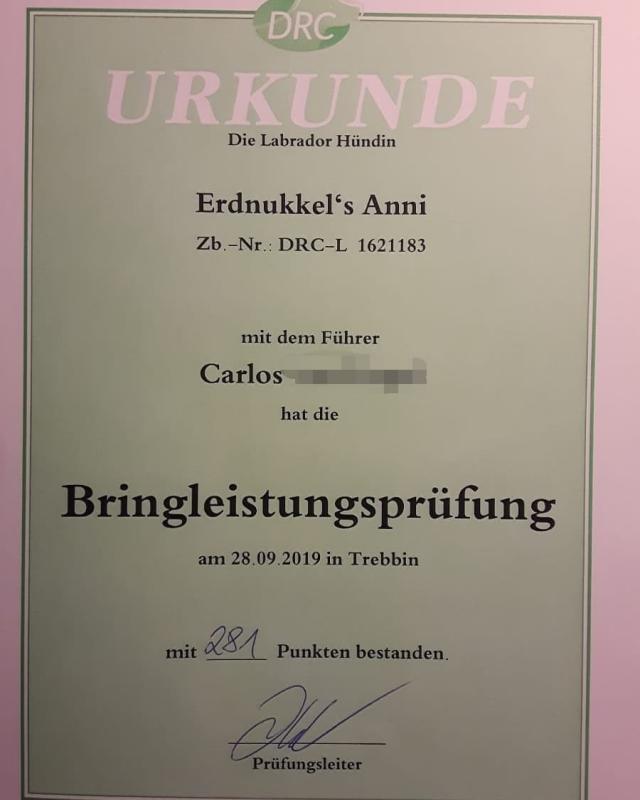 DRC
URKUNDE
Die Labrador Hündin
Erdnukkel‘s Anni
Zb.-Nr.: DRC-L 1621183
mit dem Führer
Carlos
hat die
Bringleistungsprüfung
am 28.09.2019 in Trebbin
mit 281 Punkten bestanden.
Prüfungsleiter